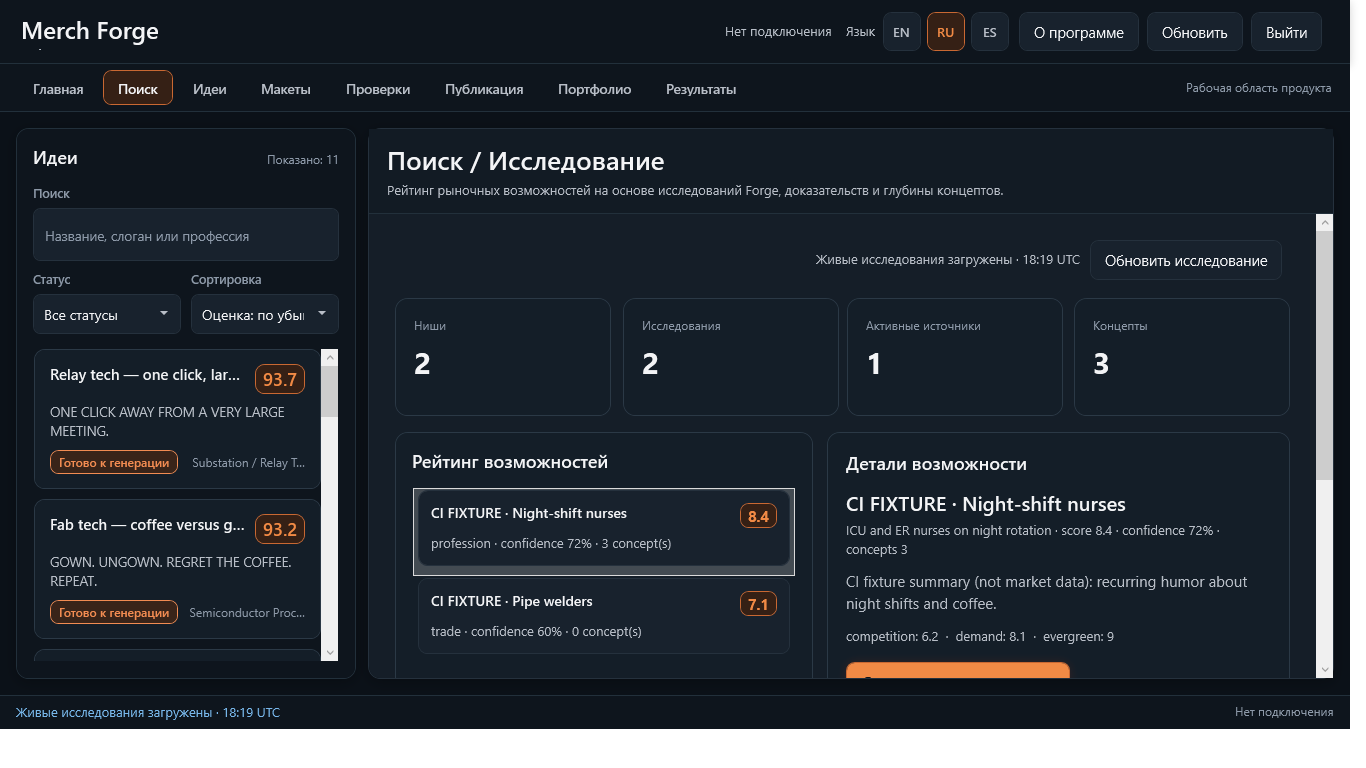 Merch Forge
Нет подключения
Язык
EN
RU
ES
О программе
Обновить
Выйти
Главная
Поиск
Идеи
Макеты
Проверки
Публикация
Портфолио
Результаты
Рабочая область продукта
Идеи
Показано: 11
Поиск
Название, слоган или профессия
Статус
Сортировка
Все статусы
Оценка: по убы
Relay tech — one click, lar...
93.7
ONE CLICK AWAY FROM A VERY LARGE
MEETING.
Готово к генерации
Substation / Relay T...
Fab tech — coffee versus g...
93.2
GOWN. UNGOWN. REGRET THE COFFEE.
REPEAT.
Готово к генерации
Semiconductor Proc...
Поиск / Исследование
Рейтинг рыночных возможностей на основе исследований Forge, доказательств и глубины концептов.
Живые исследования загружены · 18:19 UTC
Обновить исследование
Ниши
2
Исследования
2
Активные источники
1
Концепты
3
Рейтинг возможностей
CI FIXTURE · Night-shift nurses
8.4
profession · confidence 72% · 3 concept(s)
CI FIXTURE · Pipe welders
7.1
trade · confidence 60% · 0 concept(s)
Детали возможности
CI FIXTURE · Night-shift nurses
ICU and ER nurses on night rotation · score 8.4 · confidence 72% ·
concepts 3
CI fixture summary (not market data): recurring humor about
night shifts and coffee.
competition: 6.2 · demand: 8.1 · evergreen: 9
Живые исследования загружены · 18:19 UTC
Нет подключения